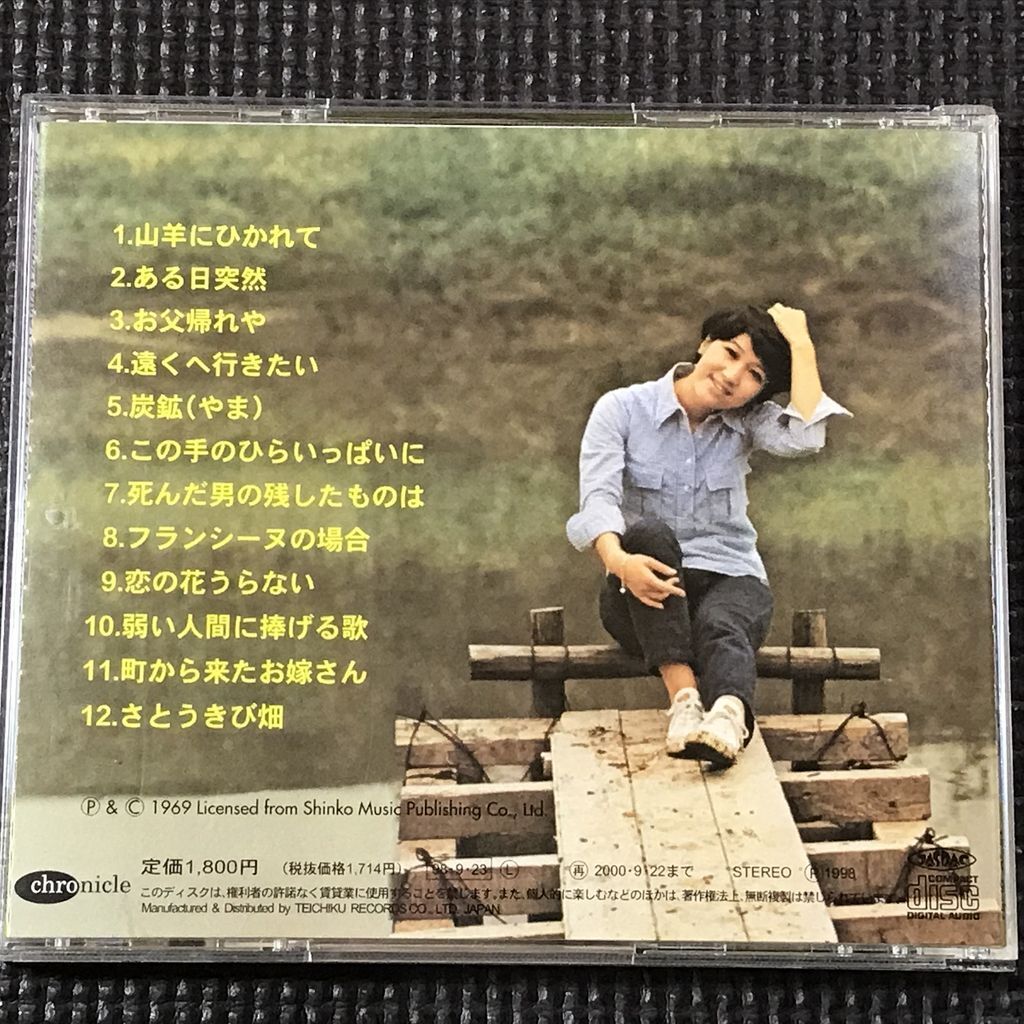 1.山羊にひかれて
2.ある日突然
3.お父帰れや
4.遠くへ行きたい
5.炭鉱(やま)
6.この手のひらいっぱいに
7.死んだ男の残したものは
8.フランシーヌの場合
9.恋の花うらない
10.弱い人間に捧げる歌
11.町から来たお嫁さん
12.さとうきび畑
Ⓟ & © 1969 Licensed from Shinko Music Publishing Co., Ltd.
定価1,800円 (税抜価格1,714円) 98・9・23 Ⓛ 再 2000・9・22まで STEREO Ⓟ1998
chronicle
このディスクは、権利者の許諾なく賃貸業に使用することを禁じます。また、個人的に楽しむなどのほかは、著作権法上、無断複製は禁じられています。
Manufactured & Distributed by TEICHIKU RECORDS CO., LTD. JAPAN
JASRAC
COMPACT
disc
DIGITAL AUDIO